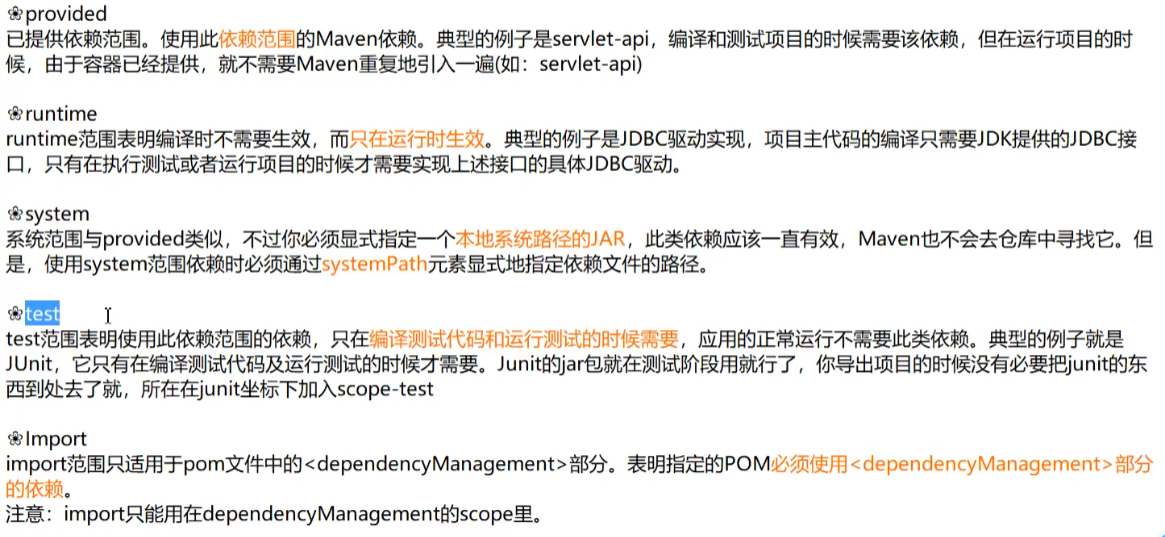 ❀provided
已提供依赖范围。使用此依赖范围的Maven依赖。典型的例子是servlet-api，编译和测试项目的时候需要该依赖，但在运行项目的时
候，由于容器已经提供，就不需要Maven重复地引入一遍(如：servlet-api)
❀runtime
runtime范围表明编译时不需要生效，而只在运行时生效。典型的例子是JDBC驱动实现，项目主代码的编译只需要JDK提供的JDBC接
口，只有在执行测试或者运行项目的时候才需要实现上述接口的具体JDBC驱动。
❀system
系统范围与provided类似，不过你必须显式指定一个本地系统路径的JAR，此类依赖应该一直有效，Maven也不会去仓库中寻找它。但
是，使用system范围依赖时必须通过systemPath元素显式地指定依赖文件的路径。
❀test
test范围表明使用此依赖范围的依赖，只在编译测试代码和运行测试的时候需要，应用的正常运行不需要此类依赖。典型的例子就是
JUnit，它只有在编译测试代码及运行测试的时候才需要。Junit的jar包就在测试阶段用就行了，你导出项目的时候没有必要把junit的东
西到处去了就，所在在junit坐标下加入scope-test
❀Import
import范围只适用于pom文件中的<dependencyManagement>部分。表明指定的POM必须使用<dependencyManagement>部分
的依赖。
注意：import只能用在dependencyManagement的scope里。